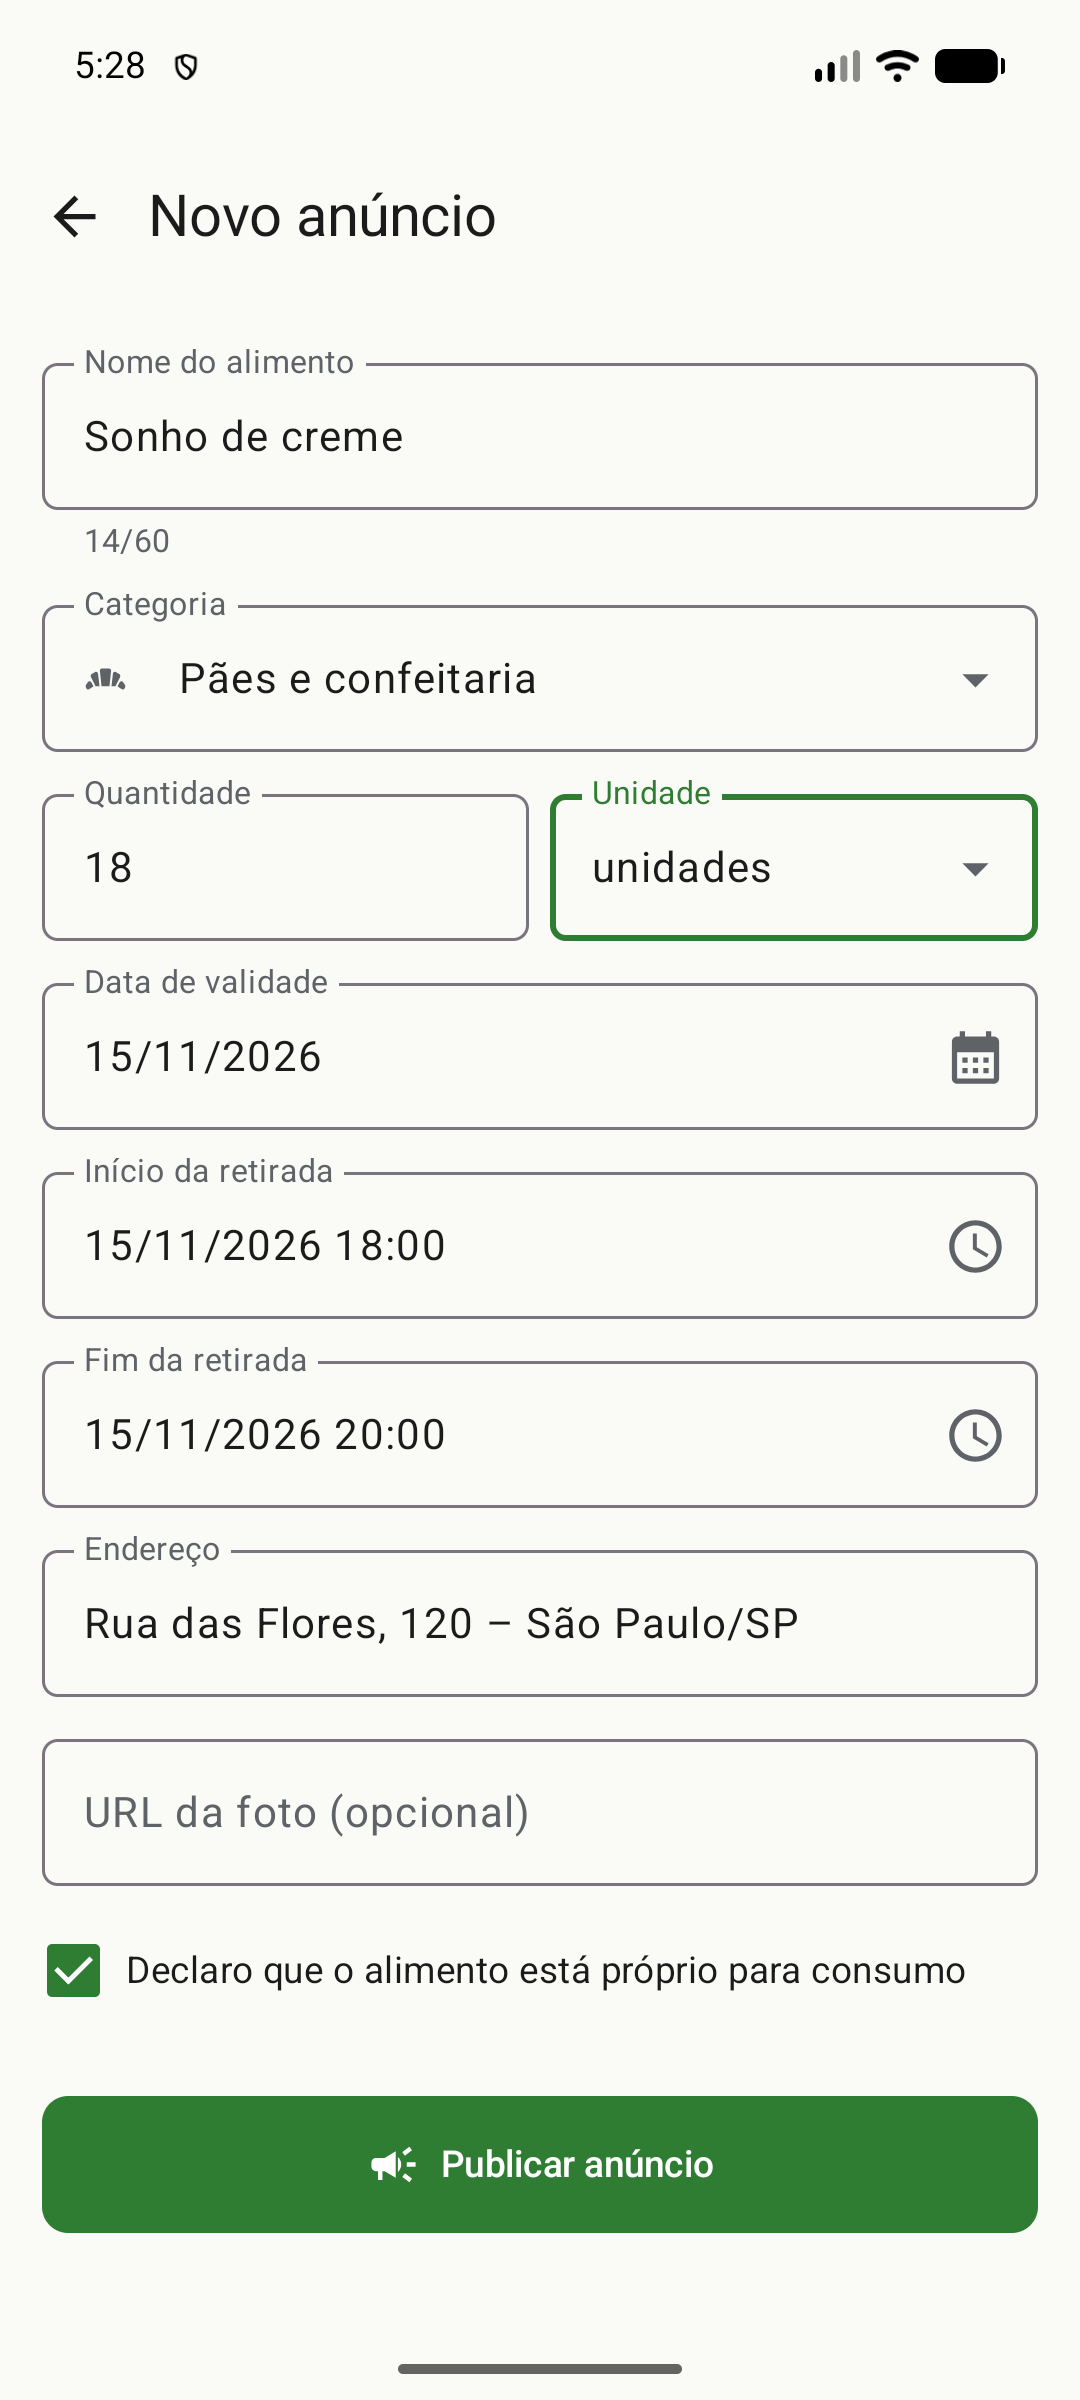 5:28
Novo anúncio
Nome do alimento
Sonho de creme
14/60
Categoria
Pães e confeitaria
Quantidade
18
Unidade
unidades
Data de validade
15/11/2026
Início da retirada
15/11/2026 18:00
Fim da retirada
15/11/2026 20:00
Endereço
Rua das Flores, 120 – São Paulo/SP
URL da foto (opcional)
Declaro que o alimento está próprio para consumo
Publicar anúncio